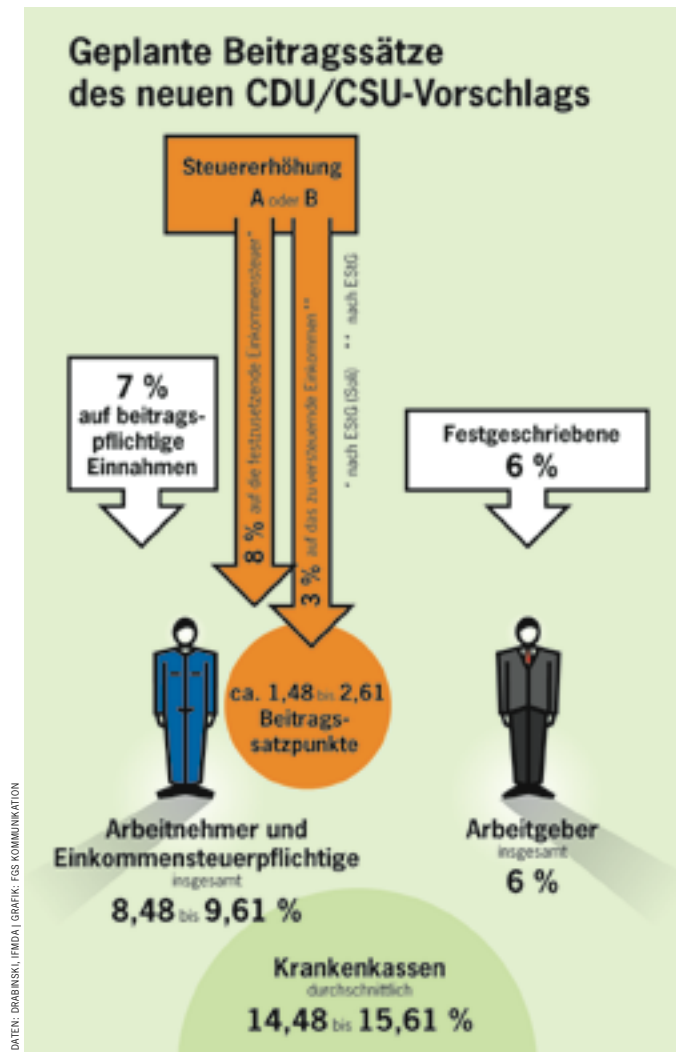 Geplante Beitragssätze
des neuen CDU/CSU-Vorschlags
Steuererhöhung
A oder B
8 % auf die festzusetzende Einkommensteuer*
3 % auf das zu versteuernde Einkommen**
* nach EStG (Soli) ** nach EStG
7 %
auf beitrags-
pflichtige
Einnahmen
Festgeschriebene
6 %
ca. 1,48 bis 2,61
Beitrags-
satzpunkte
Arbeitnehmer und
Einkommensteuerpflichtige
insgesamt
8,48 bis 9,61 %
Arbeitgeber
insgesamt
6 %
Krankenkassen
durchschnittlich
14,48 bis 15,61 %
DATEN: DRABINSKI, IFMDA | GRAFIK: FGS KOMMUNIKATION